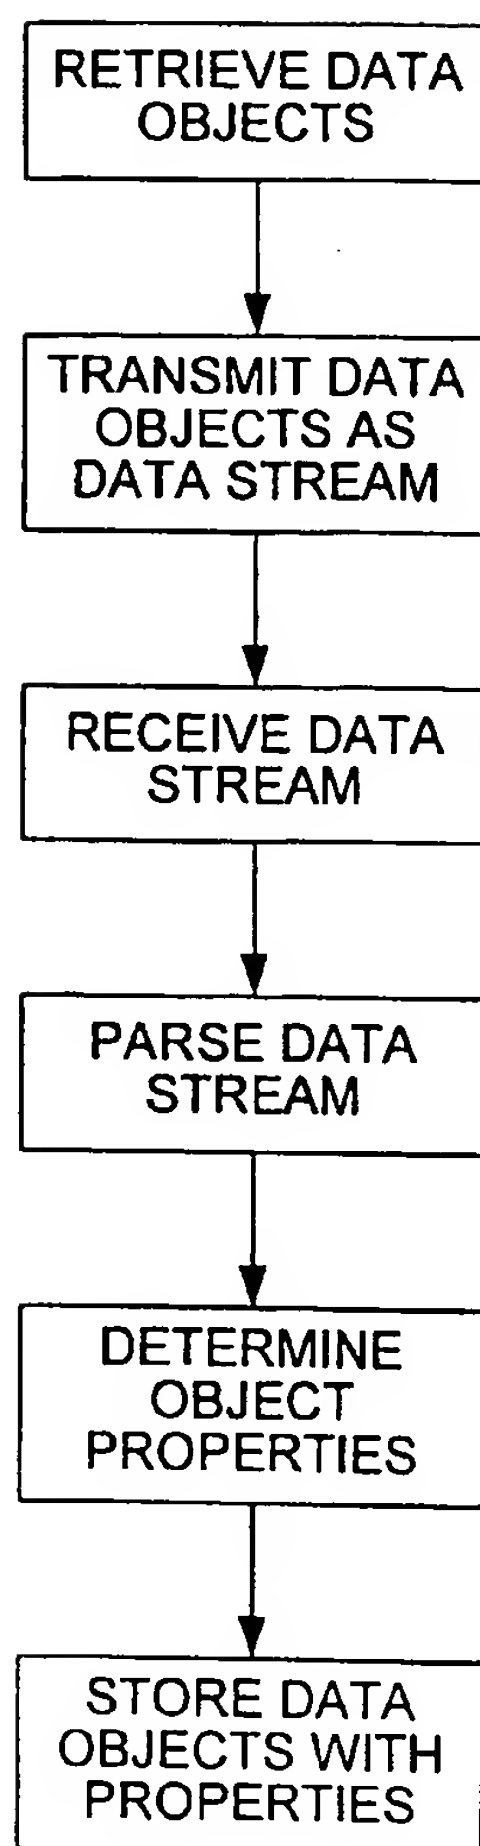 RETRIEVE DATA
OBJECTS
TRANSMIT DATA
OBJECTS AS
DATA STREAM
RECEIVE DATA
STREAM
PARSE DATA
STREAM
DETERMINE
OBJECT
PROPERTIES
STORE DATA
OBJECTS WITH
PROPERTIES